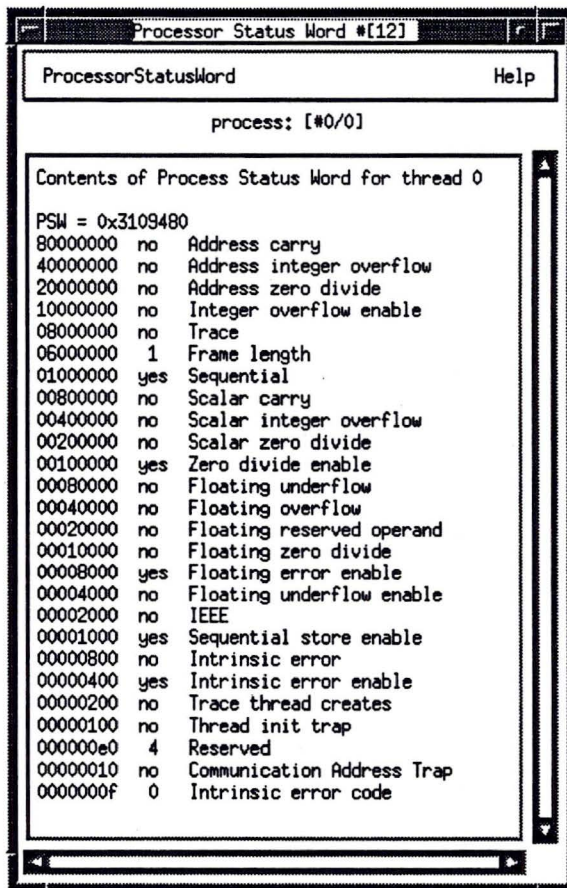 Processor Status Word #[12]
ProcessorStatusWord Help
process: [#0/0]
Contents of Process Status Word for thread 0
PSW = 0x3109480
80000000 no Address carry
40000000 no Address integer overflow
20000000 no Address zero divide
10000000 no Integer overflow enable
08000000 no Trace
06000000 1 Frame length
01000000 yes Sequential
00800000 no Scalar carry
00400000 no Scalar integer overflow
00200000 no Scalar zero divide
00100000 yes Zero divide enable
00080000 no Floating underflow
00040000 no Floating overflow
00020000 no Floating reserved operand
00010000 no Floating zero divide
00008000 yes Floating error enable
00004000 no Floating underflow enable
00002000 no IEEE
00001000 yes Sequential store enable
00000800 no Intrinsic error
00000400 yes Intrinsic error enable
00000200 no Trace thread creates
00000100 no Thread init trap
000000e0 4 Reserved
00000010 no Communication Address Trap
0000000f 0 Intrinsic error code